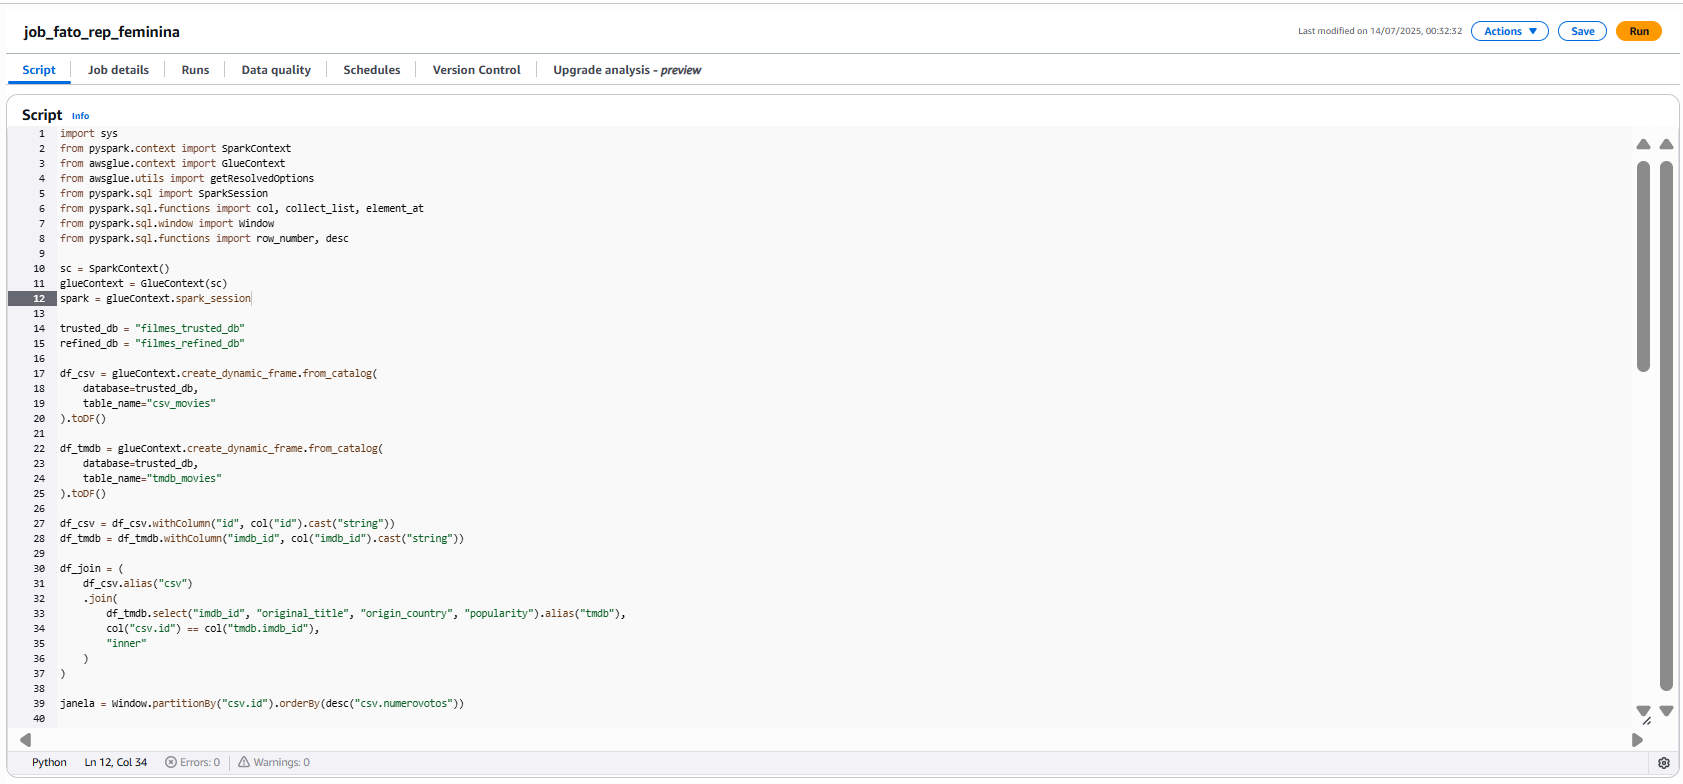 job_fato_rep_feminina
Last modified on 14/07/2025, 00:32:32
Actions
Save
Run
Script
Job details
Runs
Data quality
Schedules
Version Control
Upgrade analysis - preview
Script Info
1 import sys
2 from pyspark.context import SparkContext
3 from awsglue.context import GlueContext
4 from awsglue.utils import getResolvedOptions
5 from pyspark.sql import SparkSession
6 from pyspark.sql.functions import col, collect_list, element_at
7 from pyspark.sql.window import Window
8 from pyspark.sql.functions import row_number, desc
9
10 sc = SparkContext()
11 glueContext = GlueContext(sc)
12 spark = glueContext.spark_session
13
14 trusted_db = "filmes_trusted_db"
15 refined_db = "filmes_refined_db"
16
17 df_csv = glueContext.create_dynamic_frame.from_catalog(
18     database=trusted_db,
19     table_name="csv_movies"
20 ).toDF()
21
22 df_tmdb = glueContext.create_dynamic_frame.from_catalog(
23     database=trusted_db,
24     table_name="tmdb_movies"
25 ).toDF()
26
27 df_csv = df_csv.withColumn("id", col("id").cast("string"))
28 df_tmdb = df_tmdb.withColumn("imdb_id", col("imdb_id").cast("string"))
29
30 df_join = (
31     df_csv.alias("csv")
32     .join(
33         df_tmdb.select("imdb_id", "original_title", "origin_country", "popularity").alias("tmdb"),
34         col("csv.id") == col("tmdb.imdb_id"),
35         "inner"
36     )
37 )
38
39 janela = Window.partitionBy("csv.id").orderBy(desc("csv.numerovotos"))
40
Python Ln 12, Col 34 Errors: 0 Warnings: 0